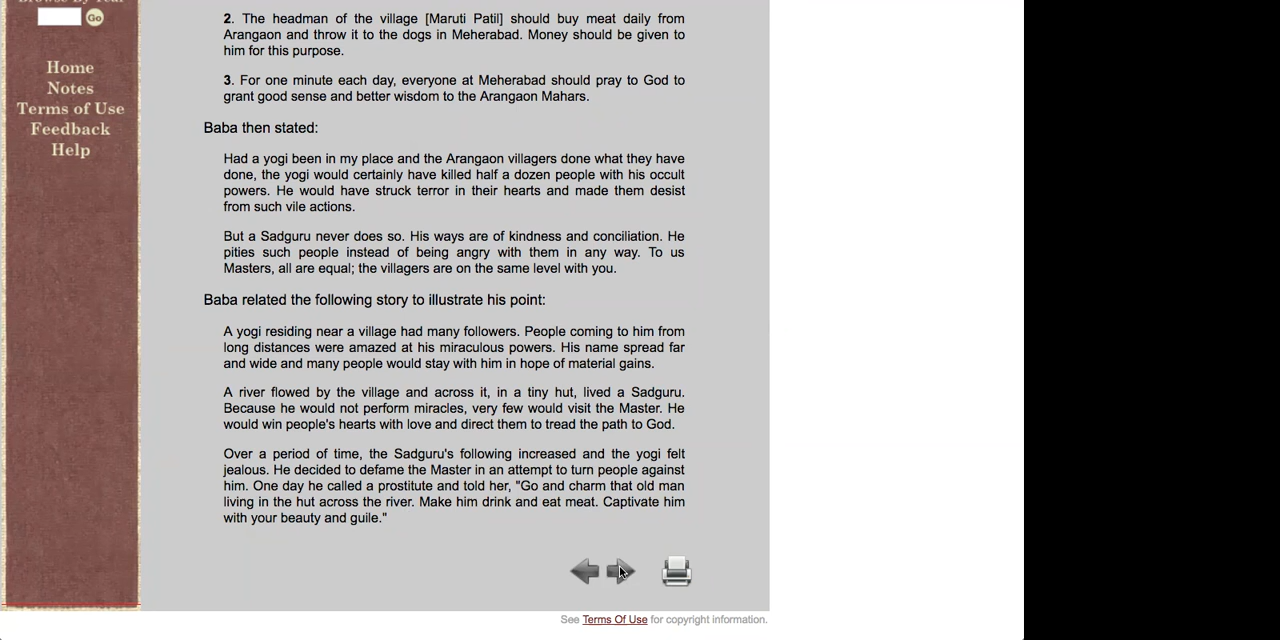 Browse By Year
Go
Home
Notes
Terms of Use
Feedback
Help
2. The headman of the village [Maruti Patil] should buy meat daily from
Arangaon and throw it to the dogs in Meherabad. Money should be given to
him for this purpose.
3. For one minute each day, everyone at Meherabad should pray to God to
grant good sense and better wisdom to the Arangaon Mahars.
Baba then stated:
Had a yogi been in my place and the Arangaon villagers done what they have
done, the yogi would certainly have killed half a dozen people with his occult
powers. He would have struck terror in their hearts and made them desist
from such vile actions.
But a Sadguru never does so. His ways are of kindness and conciliation. He
pities such people instead of being angry with them in any way. To us
Masters, all are equal; the villagers are on the same level with you.
Baba related the following story to illustrate his point:
A yogi residing near a village had many followers. People coming to him from
long distances were amazed at his miraculous powers. His name spread far
and wide and many people would stay with him in hope of material gains.
A river flowed by the village and across it, in a tiny hut, lived a Sadguru.
Because he would not perform miracles, very few would visit the Master. He
would win people's hearts with love and direct them to tread the path to God.
Over a period of time, the Sadguru's following increased and the yogi felt
jealous. He decided to defame the Master in an attempt to turn people against
him. One day he called a prostitute and told her, "Go and charm that old man
living in the hut across the river. Make him drink and eat meat. Captivate him
with your beauty and guile."
See Terms Of Use for copyright information.